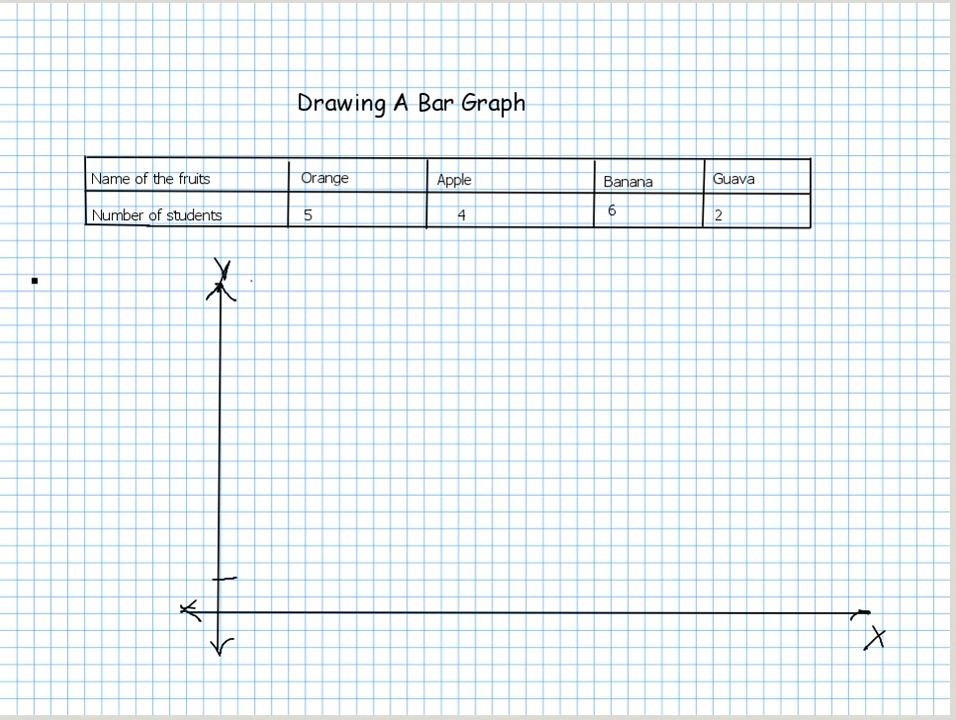 Drawing A Bar Graph
Name of the fruits Orange Apple Banana Guava
Number of students 5 4 6 2
Y
X